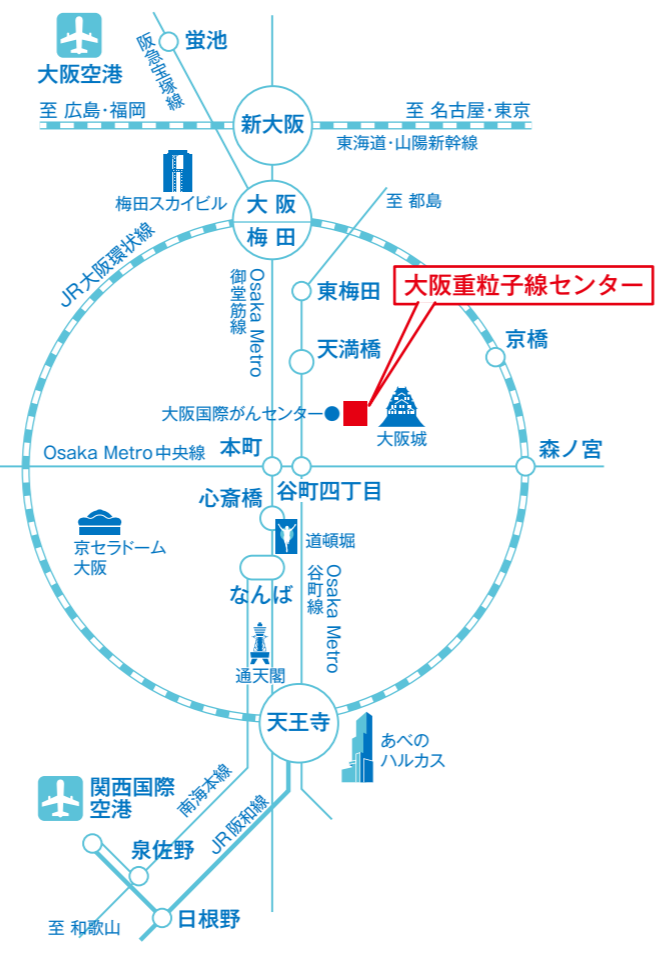 蛍池
阪急宝塚線
大阪空港
至 広島・福岡
新大阪
至 名古屋・東京
東海道・山陽新幹線
梅田スカイビル
大阪
梅田
至 都島
JR大阪環状線
Osaka Metro
御堂筋線
東梅田
大阪重粒子線センター
天満橋
京橋
大阪国際がんセンター
大阪城
Osaka Metro 中央線
本町
森ノ宮
心斎橋
谷町四丁目
道頓堀
京セラドーム
大阪
なんば
Osaka Metro
谷町線
通天閣
天王寺
あべの
ハルカス
関西国際
空港
南海本線
JR阪和線
泉佐野
日根野
至 和歌山